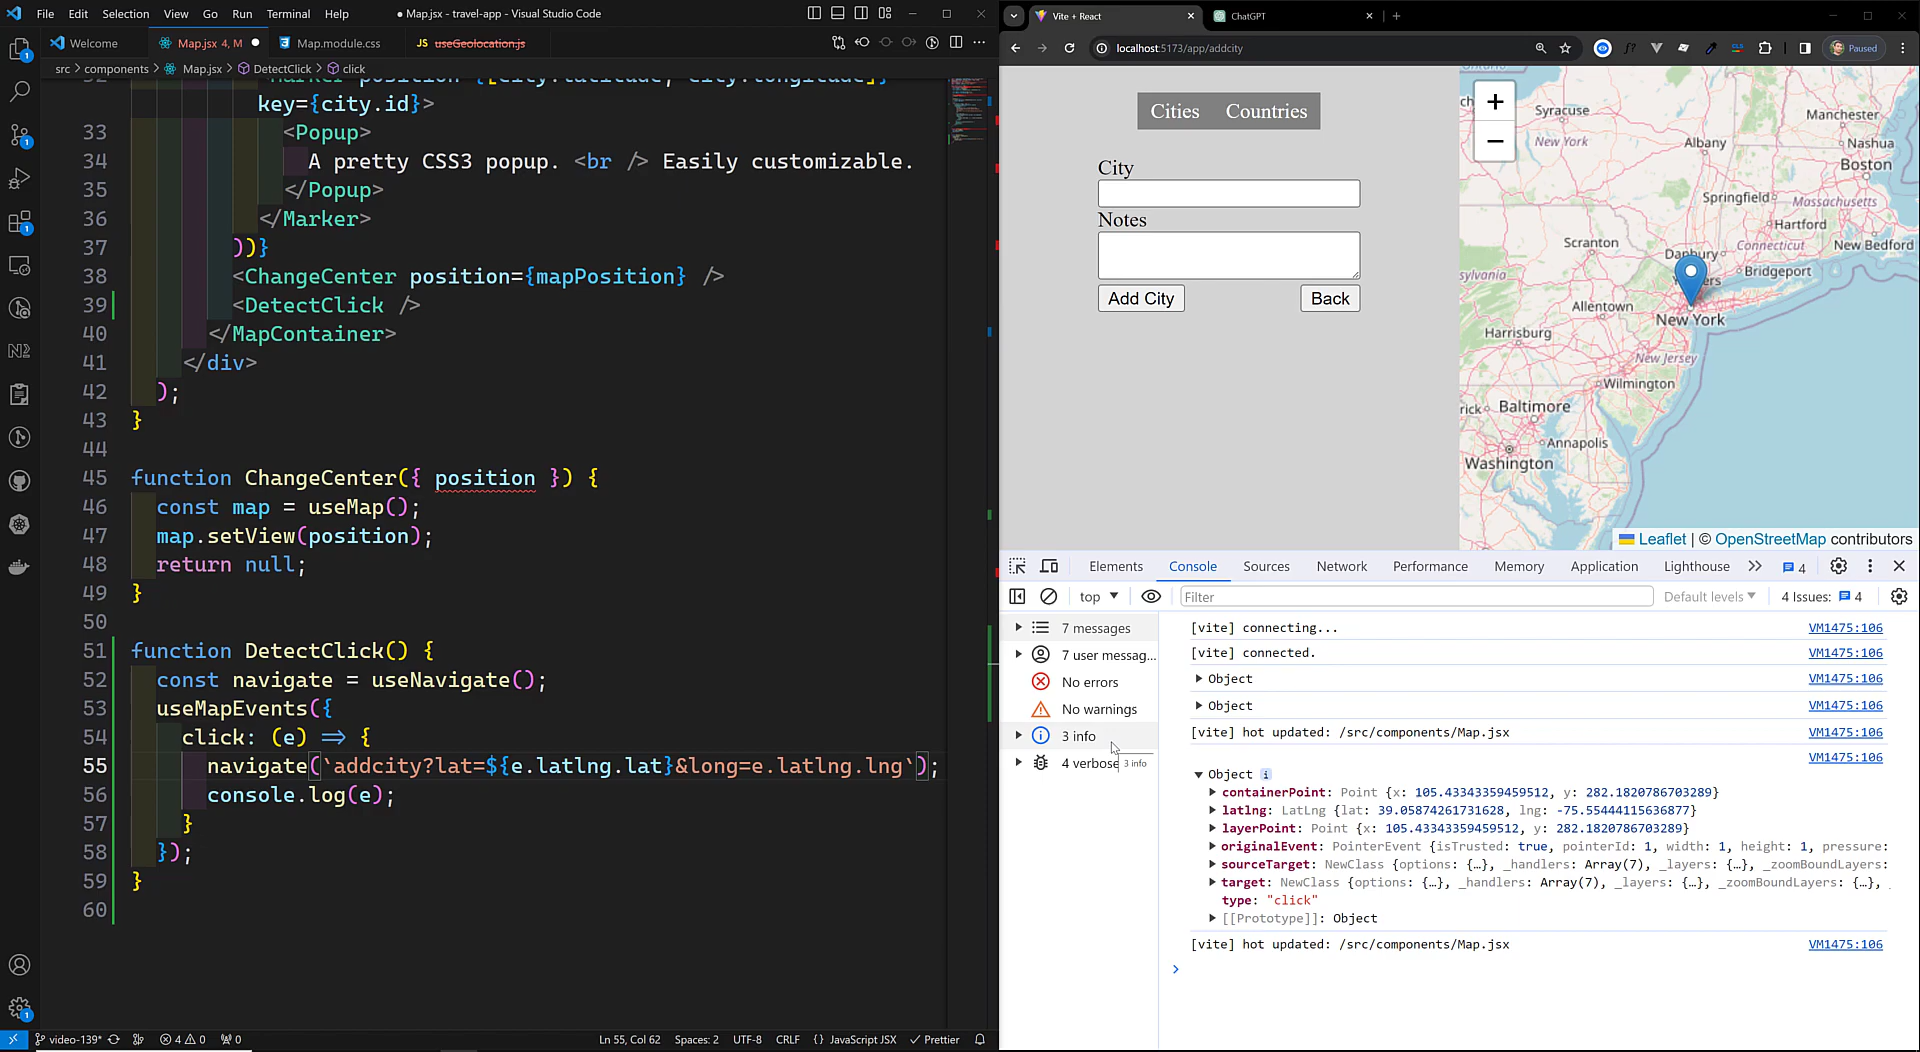 File Edit Selection View Go Run Terminal Help
● Map.jsx - travel-app - Visual Studio Code
Welcome
Map.jsx 4, M ●
Map.module.css
JS useGeolocation.js
src > components > Map.jsx > DetectClick > click
key={city.id}>
33 <Popup>
34 A pretty CSS3 popup. <br /> Easily customizable.
35 </Popup>
36 </Marker>
37 ))}
38 <ChangeCenter position={mapPosition} />
39 <DetectClick />
40 </MapContainer>
41 </div>
42 );
43 }
44
45 function ChangeCenter({ position }) {
46 const map = useMap();
47 map.setView(position);
48 return null;
49 }
50
51 function DetectClick() {
52 const navigate = useNavigate();
53 useMapEvents({
54 click: (e) => {
55 navigate(`addcity?lat=${e.latlng.lat}&long=e.latlng.lng`);
56 console.log(e);
57 }
58 });
59 }
60
video-139* 4 0 0
Ln 55, Col 62 Spaces: 2 UTF-8 CRLF {} JavaScript JSX Prettier
Vite + React
ChatGPT
localhost:5173/app/addcity
Paused
Cities Countries
City
Notes
Add City Back
+
−
Syracuse
Manchester
New York
Albany
Nashua
Boston
Springfield
Massachusetts
Hartford
Scranton
Connecticut
New Bedford
Danbury
sylvania
Bridgeport
Allentown
New York
Harrisburg
New Jersey
Wilmington
Baltimore
Annapolis
Washington
Leaflet | © OpenStreetMap contributors
Elements Console Sources Network Performance Memory Application Lighthouse 4
top Filter Default levels 4 Issues: 4
7 messages
7 user messag...
No errors
No warnings
3 info
4 verbose
3 info
[vite] connecting... VM1475:106
[vite] connected. VM1475:106
Object VM1475:106
Object VM1475:106
[vite] hot updated: /src/components/Map.jsx VM1475:106
VM1475:106
Object i
containerPoint: Point {x: 105.43343359459512, y: 282.1820786703289}
latlng: LatLng {lat: 39.05874261731628, lng: -75.55444115636877}
layerPoint: Point {x: 105.43343359459512, y: 282.1820786703289}
originalEvent: PointerEvent {isTrusted: true, pointerId: 1, width: 1, height: 1, pressure:
sourceTarget: NewClass {options: {…}, _handlers: Array(7), _layers: {…}, _zoomBoundLayers:
target: NewClass {options: {…}, _handlers: Array(7), _layers: {…}, _zoomBoundLayers: {…},
type: "click"
[[Prototype]]: Object
[vite] hot updated: /src/components/Map.jsx VM1475:106